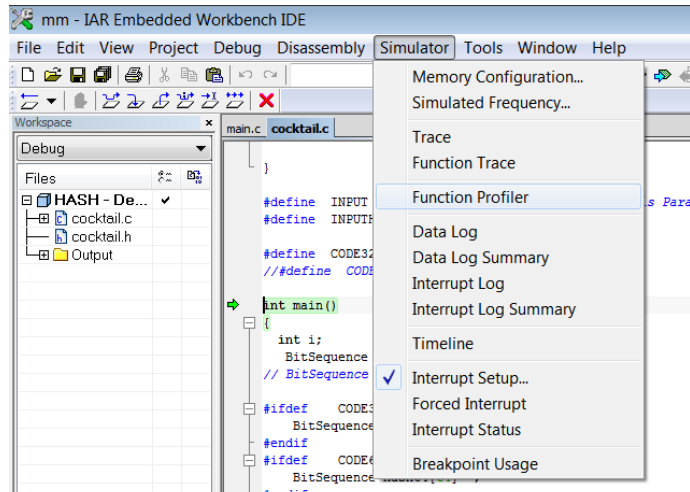 mm - IAR Embedded Workbench IDE
File Edit View Project Debug Disassembly Simulator Tools Window Help
Workspace
Debug
Files
HASH - De...
cocktail.c
cocktail.h
Output
main.c cocktail.c
}
#define INPUT
#define INPUTH
#define CODE32
//#define CODE
int main()
{
int i;
BitSequence
// BitSequence
#ifdef CODE3
BitSequence
#endif
#ifdef CODE6
BitSequence
s Para
Memory Configuration...
Simulated Frequency...
Trace
Function Trace
Function Profiler
Data Log
Data Log Summary
Interrupt Log
Interrupt Log Summary
Timeline
Interrupt Setup...
Forced Interrupt
Interrupt Status
Breakpoint Usage